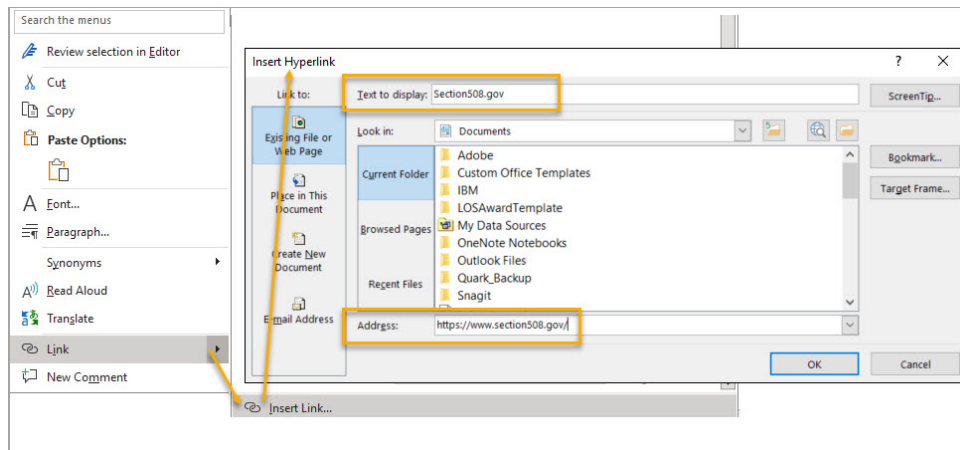 Search the menus
Review selection in Editor
Cut
Copy
Paste Options:
Font...
Paragraph...
Synonyms
Read Aloud
Translate
Link
New Comment
Insert Link...
Insert Hyperlink
? X
Link to:
Text to display: Section508.gov
ScreenTip...
Existing File or
Web Page
Place in This
Document
Create New
Document
E-mail Address
Look in: Documents
Current Folder
Browsed Pages
Recent Files
Adobe
Custom Office Templates
IBM
LOSAwardTemplate
My Data Sources
OneNote Notebooks
Outlook Files
Quark_Backup
Snagit
Address: https://www.section508.gov/
Bookmark...
Target Frame...
OK
Cancel